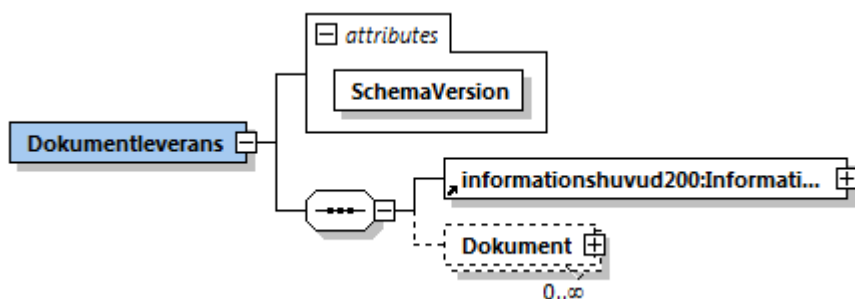 attributes
SchemaVersion
Dokumentleverans
informationshuvud200:Informati...
Dokument
0..∞